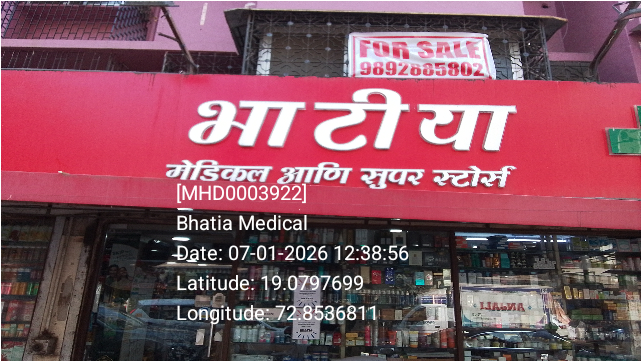 FOR SALE
9892685802
भाटीया
मेडिकल आणि सुपर स्टोर्स
[MHD0003922]
Bhatia Medical
Date: 07-01-2026 12:38:56
Latitude: 19.0797699
Longitude: 72.8536811